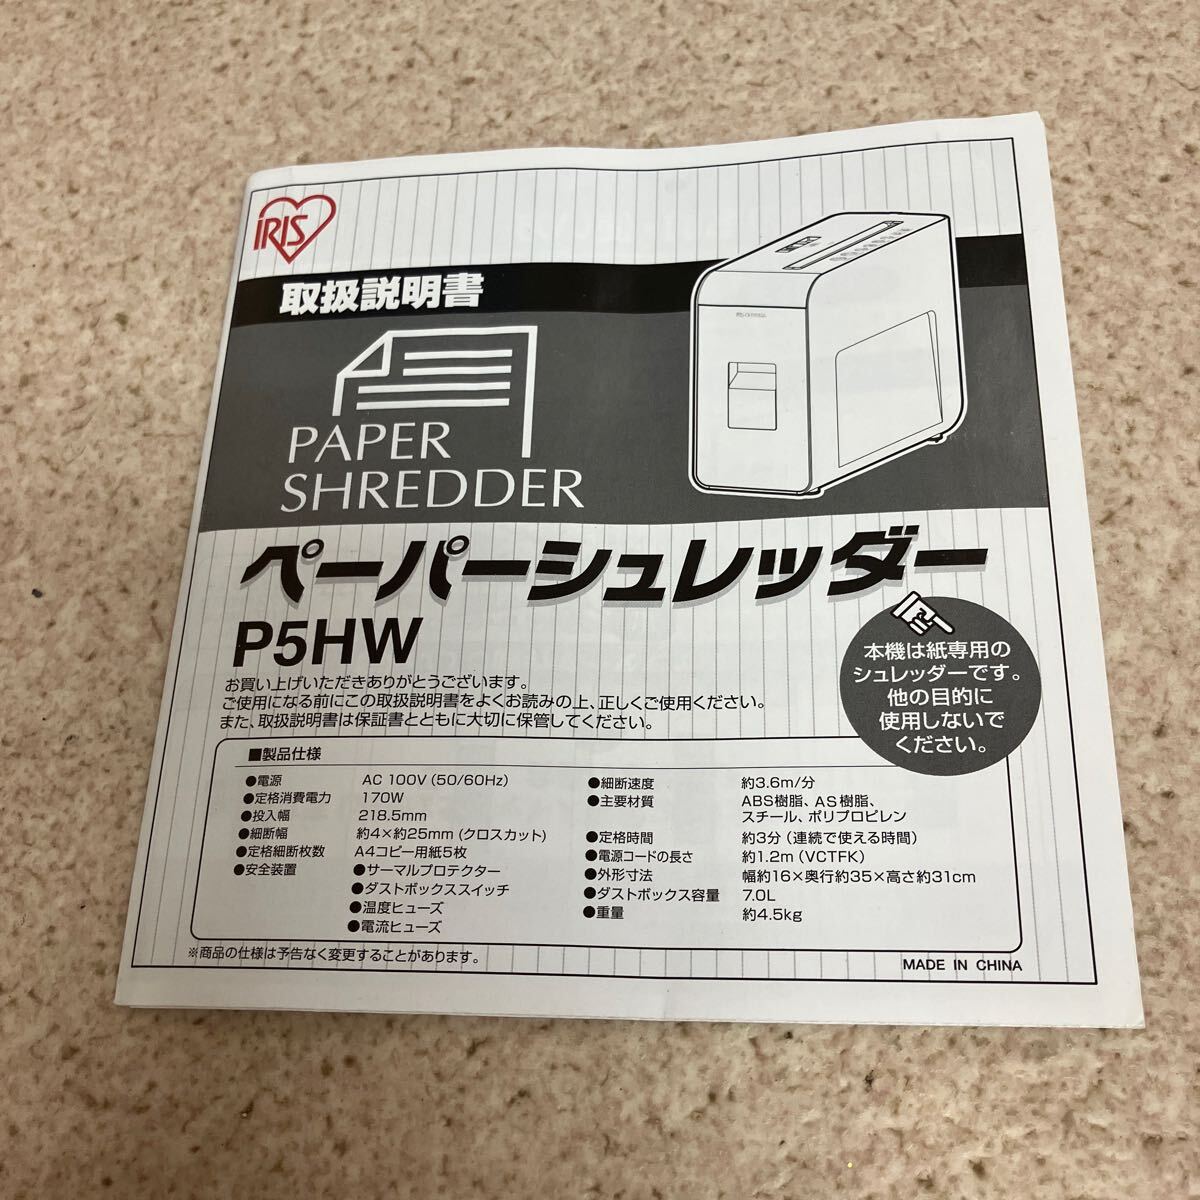 IRIS
取扱説明書
PAPER
SHREDDER
ペーパーシュレッダー
P5HW
本機は紙専用の
シュレッダーです。
他の目的に
使用しないで
ください。
お買い上げいただきありがとうございます。
ご使用になる前にこの取扱説明書をよくお読みの上、正しくご使用ください。
また、取扱説明書は保証書とともに大切に保管してください。
■製品仕様
●電源 AC 100V (50/60Hz)
●定格消費電力 170W
●投入幅 218.5mm
●細断幅 約4×約25mm (クロスカット)
●定格細断枚数 A4コピー用紙5枚
●安全装置 ●サーマルプロテクター
●ダストボックススイッチ
●温度ヒューズ
●電流ヒューズ
●細断速度 約3.6m/分
●主要材質 ABS樹脂、AS樹脂、
スチール、ポリプロピレン
●定格時間 約3分 (連続で使える時間)
●電源コードの長さ 約1.2m (VCTFK)
●外形寸法 幅約16×奥行約35×高さ約31cm
●ダストボックス容量 7.0L
●重量 約4.5kg
※商品の仕様は予告なく変更することがあります。
MADE IN CHINA